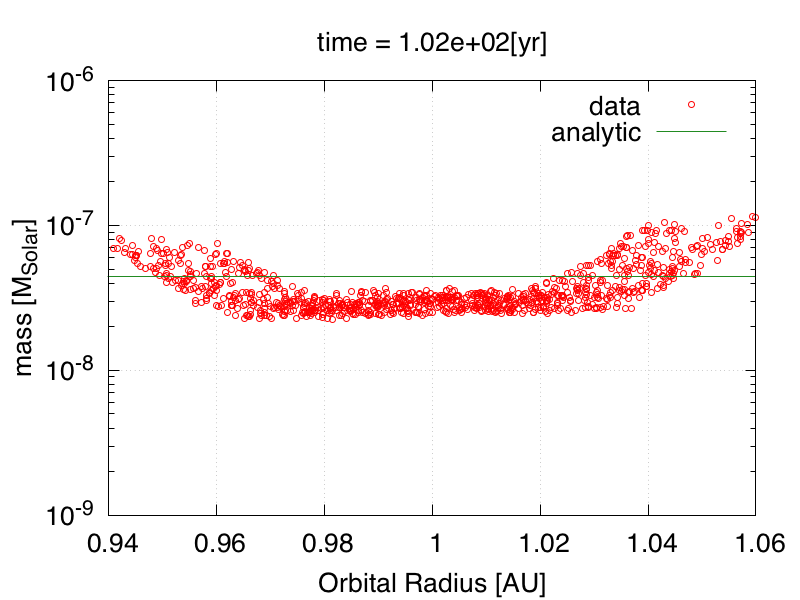 time = 1.02e+02[yr]
data
analytic
10^-6
10^-7
10^-8
10^-9
mass [M_Solar]
0.94 0.96 0.98 1 1.02 1.04 1.06
Orbital Radius [AU]